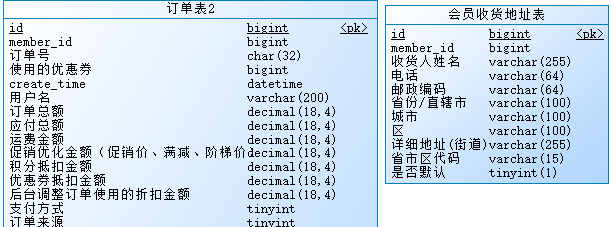 订单表2
id bigint <pk>
member_id bigint
订单号 char(32)
使用的优惠券 bigint
create_time datetime
用户名 varchar(200)
订单总额 decimal(18,4)
应付总额 decimal(18,4)
运费金额 decimal(18,4)
促销优化金额（促销价、满减、阶梯价 decimal(18,4)
积分抵扣金额 decimal(18,4)
优惠券抵扣金额 decimal(18,4)
后台调整订单使用的折扣金额 decimal(18,4)
支付方式 tinyint
订单来源 tinyint
会员收货地址表
id bigint <pk>
member_id bigint
收货人姓名 varchar(255)
电话 varchar(64)
邮政编码 varchar(64)
省份/直辖市 varchar(100)
城市 varchar(100)
区 varchar(100)
详细地址(街道) varchar(255)
省市区代码 varchar(15)
是否默认 tinyint(1)